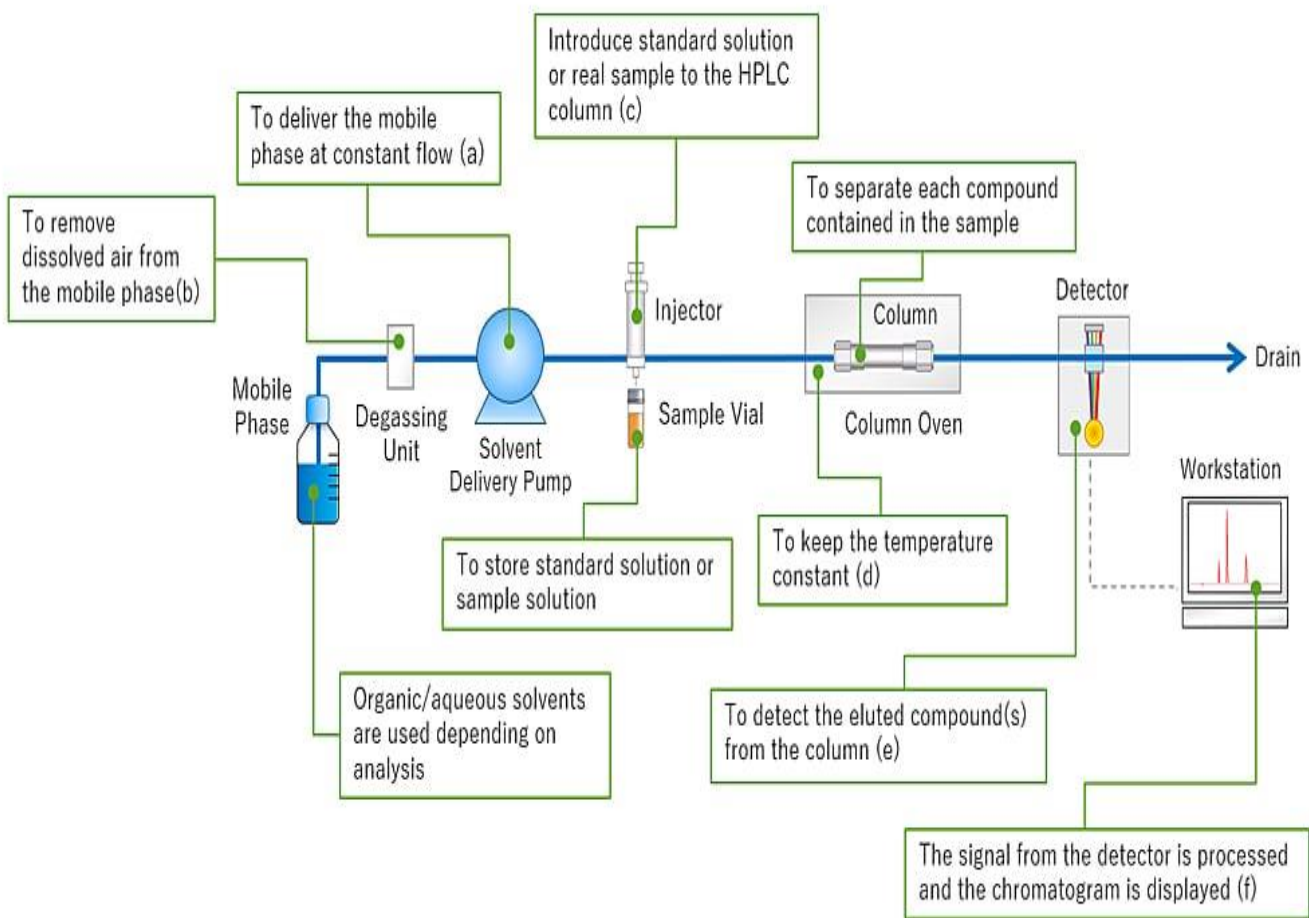 Introduce standard solution
or real sample to the HPLC
column (c)
To deliver the mobile
phase at constant flow (a)
To separate each compound
contained in the sample
To remove
dissolved air from
the mobile phase(b)
Injector
Column
Detector
Drain
Mobile
Phase
Degassing
Unit
Solvent
Delivery Pump
Sample Vial
Column Oven
Workstation
To store standard solution or
sample solution
To keep the temperature
constant (d)
Organic/aqueous solvents
are used depending on
analysis
To detect the eluted compound(s)
from the column (e)
The signal from the detector is processed
and the chromatogram is displayed (f)